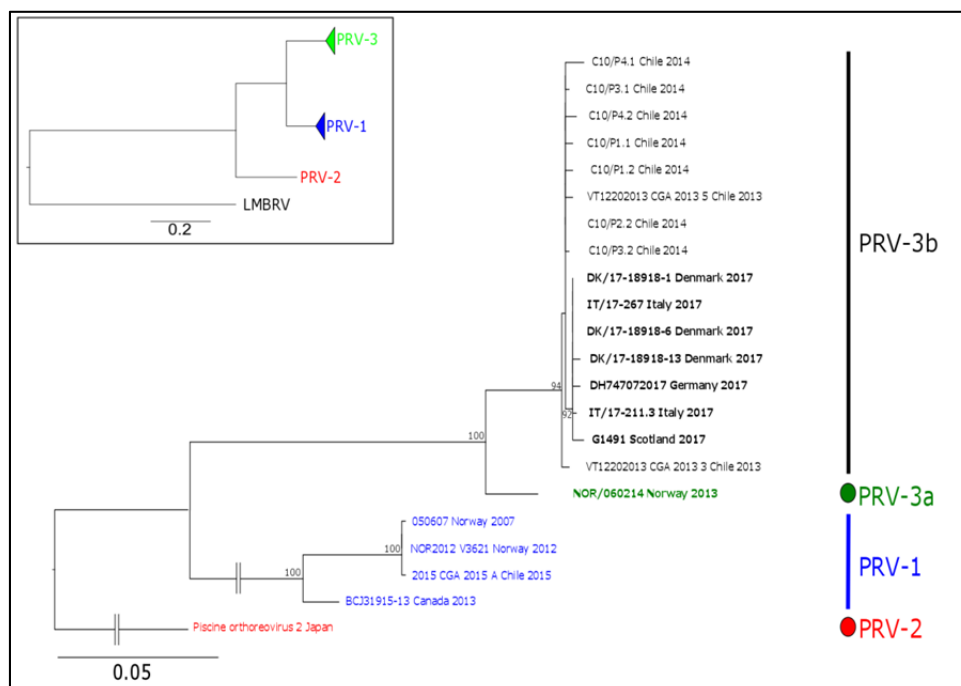 PRV-3
PRV-1
PRV-2
LMBRV
0.2
C10/P4.1 Chile 2014
C10/P3.1 Chile 2014
C10/P4.2 Chile 2014
C10/P1.1 Chile 2014
C10/P1.2 Chile 2014
VT12202013 CGA 2013 5 Chile 2013
C10/P2.2 Chile 2014
C10/P3.2 Chile 2014
DK/17-18918-1 Denmark 2017
IT/17-267 Italy 2017
DK/17-18918-6 Denmark 2017
DK/17-18918-13 Denmark 2017
94
DH747072017 Germany 2017
92
IT/17-211.3 Italy 2017
100
G1491 Scotland 2017
VT12202013 CGA 2013 3 Chile 2013
NOR/060214 Norway 2013
050607 Norway 2007
100
NOR2012 V3621 Norway 2012
100
2015 CGA 2015 A Chile 2015
BCJ31915-13 Canada 2013
Piscine orthoreovirus 2 Japan
0.05
PRV-3b
PRV-3a
PRV-1
PRV-2